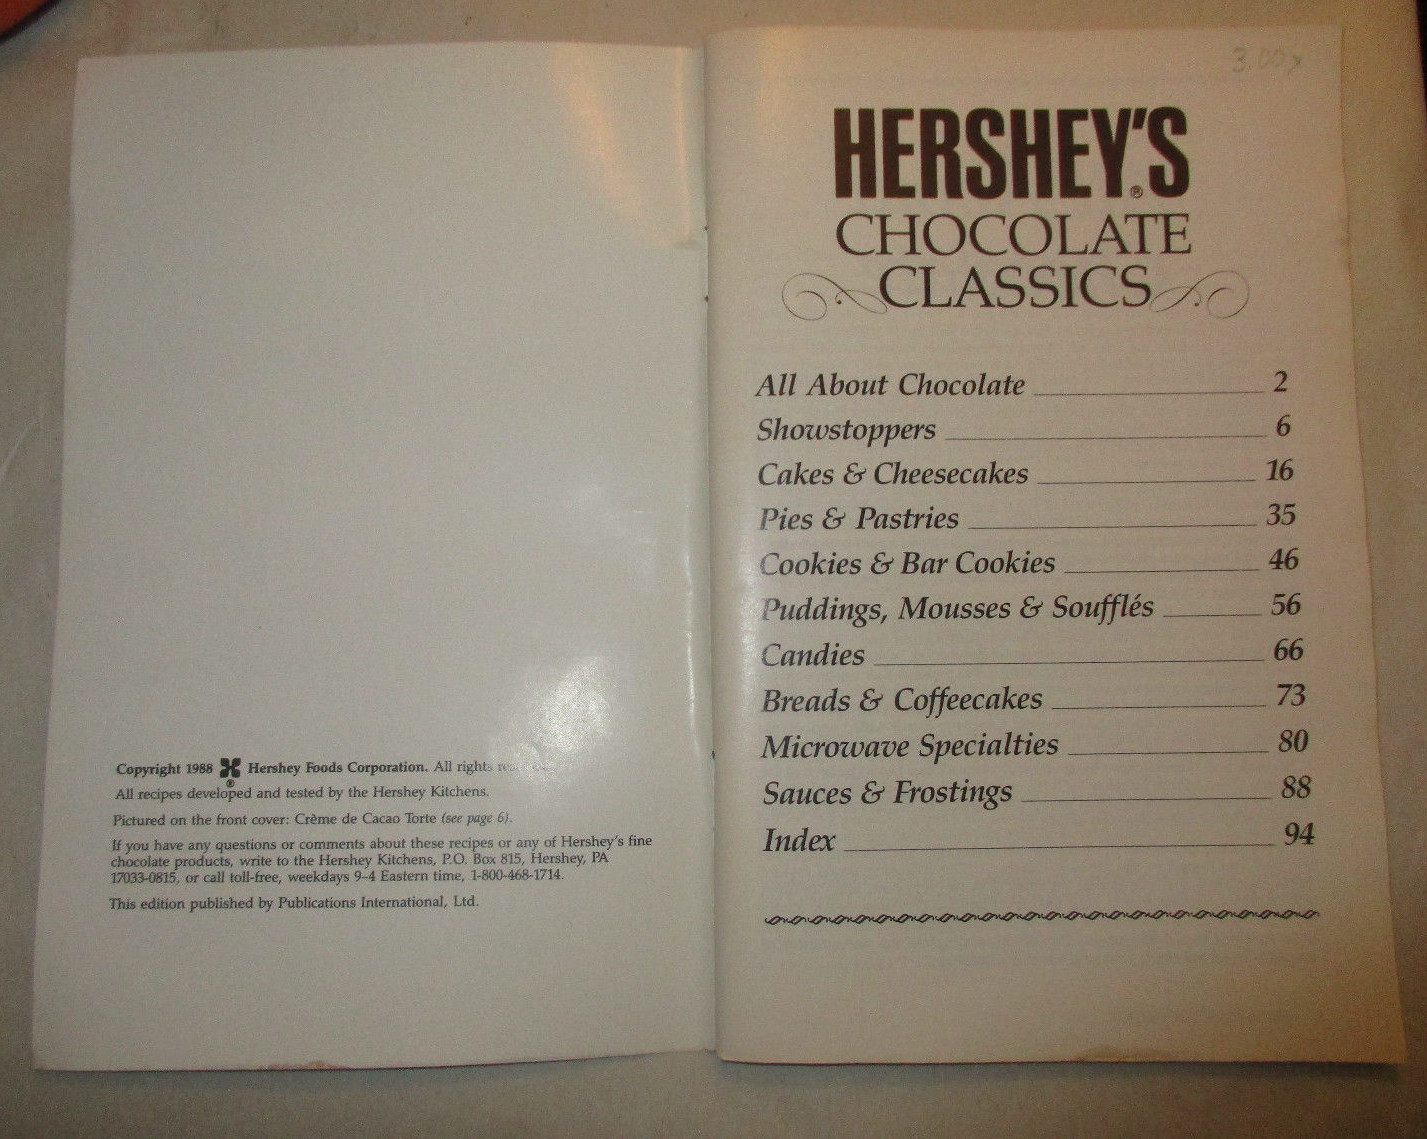 Copyright 1988 Hershey Foods Corporation. All rights
®
All recipes developed and tested by the Hershey Kitchens.
Pictured on the front cover: Crème de Cacao Torte (see page 6).
If you have any questions or comments about these recipes or any of Hershey's fine
chocolate products, write to the Hershey Kitchens, P.O. Box 815, Hershey, PA
17033-0815, or call toll-free, weekdays 9–4 Eastern time, 1-800-468-1714.
This edition published by Publications International, Ltd.
HERSHEY'S®
CHOCOLATE
CLASSICS
All About Chocolate 2
Showstoppers 6
Cakes & Cheesecakes 16
Pies & Pastries 35
Cookies & Bar Cookies 46
Puddings, Mousses & Soufflés 56
Candies 66
Breads & Coffeecakes 73
Microwave Specialties 80
Sauces & Frostings 88
Index 94